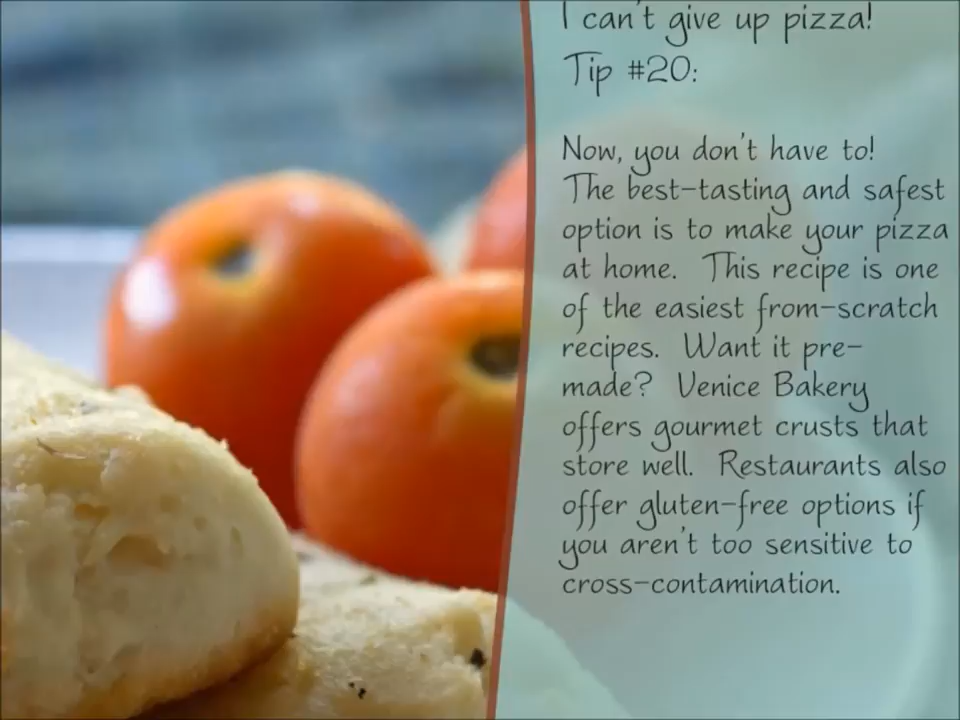 I can't give up pizza!
Tip #20:
Now, you don't have to!
The best-tasting and safest
option is to make your pizza
at home. This recipe is one
of the easiest from-scratch
recipes. Want it pre-
made? Venice Bakery
offers gourmet crusts that
store well. Restaurants also
offer gluten-free options if
you aren't too sensitive to
cross-contamination.